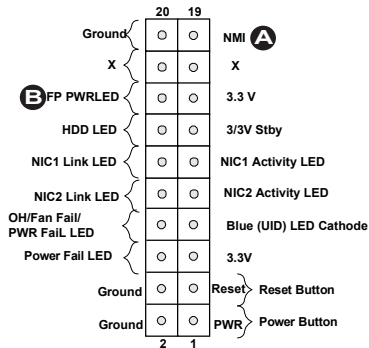 20 19
Ground NMI A
X X
B FP PWRLED 3.3 V
HDD LED 3/3V Stby
NIC1 Link LED NIC1 Activity LED
NIC2 Link LED NIC2 Activity LED
OH/Fan Fail/
PWR FaiL LED Blue (UID) LED Cathode
Power Fail LED 3.3V
Ground Reset Reset Button
Ground PWR Power Button
2 1